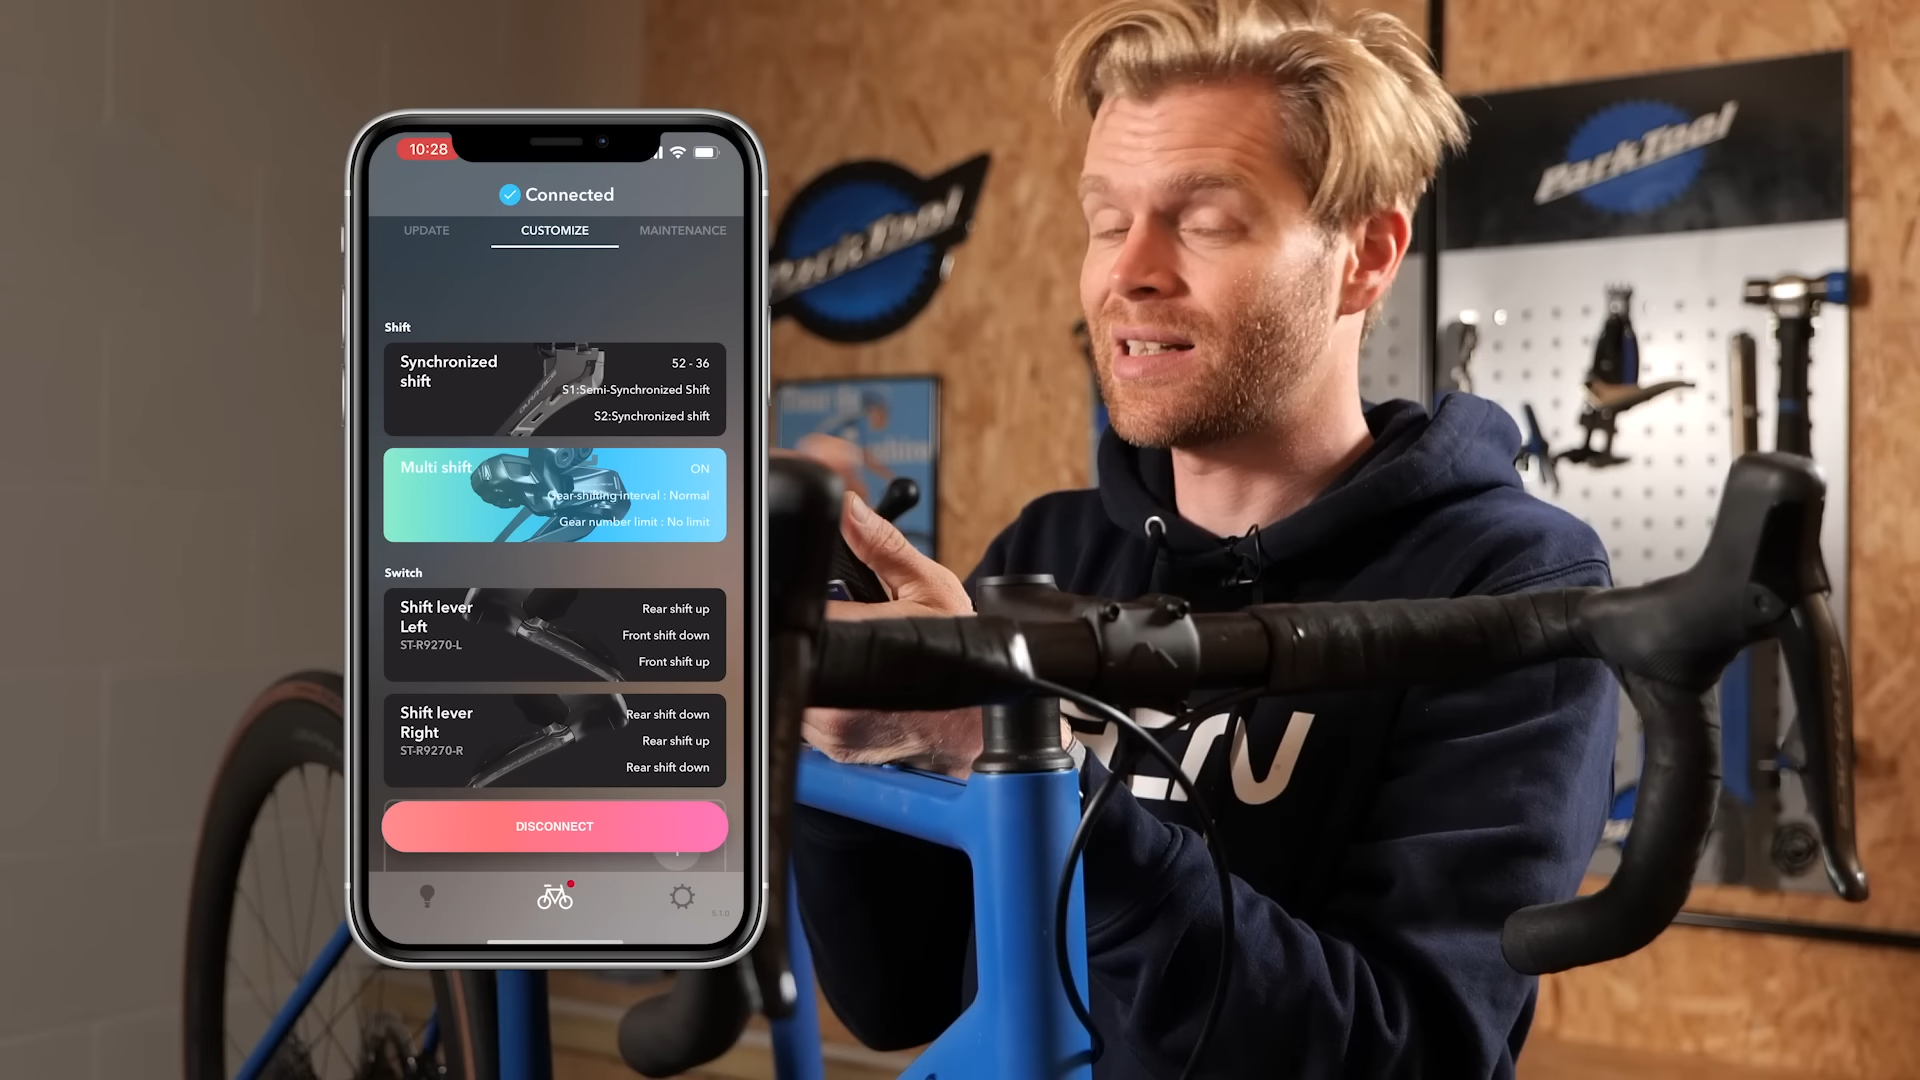 10:28
Connected
UPDATE
CUSTOMIZE
MAINTENANCE
Shift
Synchronized
shift
52 - 36
S1:Semi-Synchronized Shift
S2:Synchronized shift
Multi shift
ON
Gear-shifting interval : Normal
Gear number limit : No limit
Switch
Shift lever
Left
ST-R9270-L
Rear shift up
Front shift down
Front shift up
Shift lever
Right
ST-R9270-R
Rear shift down
Rear shift up
Rear shift down
DISCONNECT
5.1.0
ParkTool
ParkTool